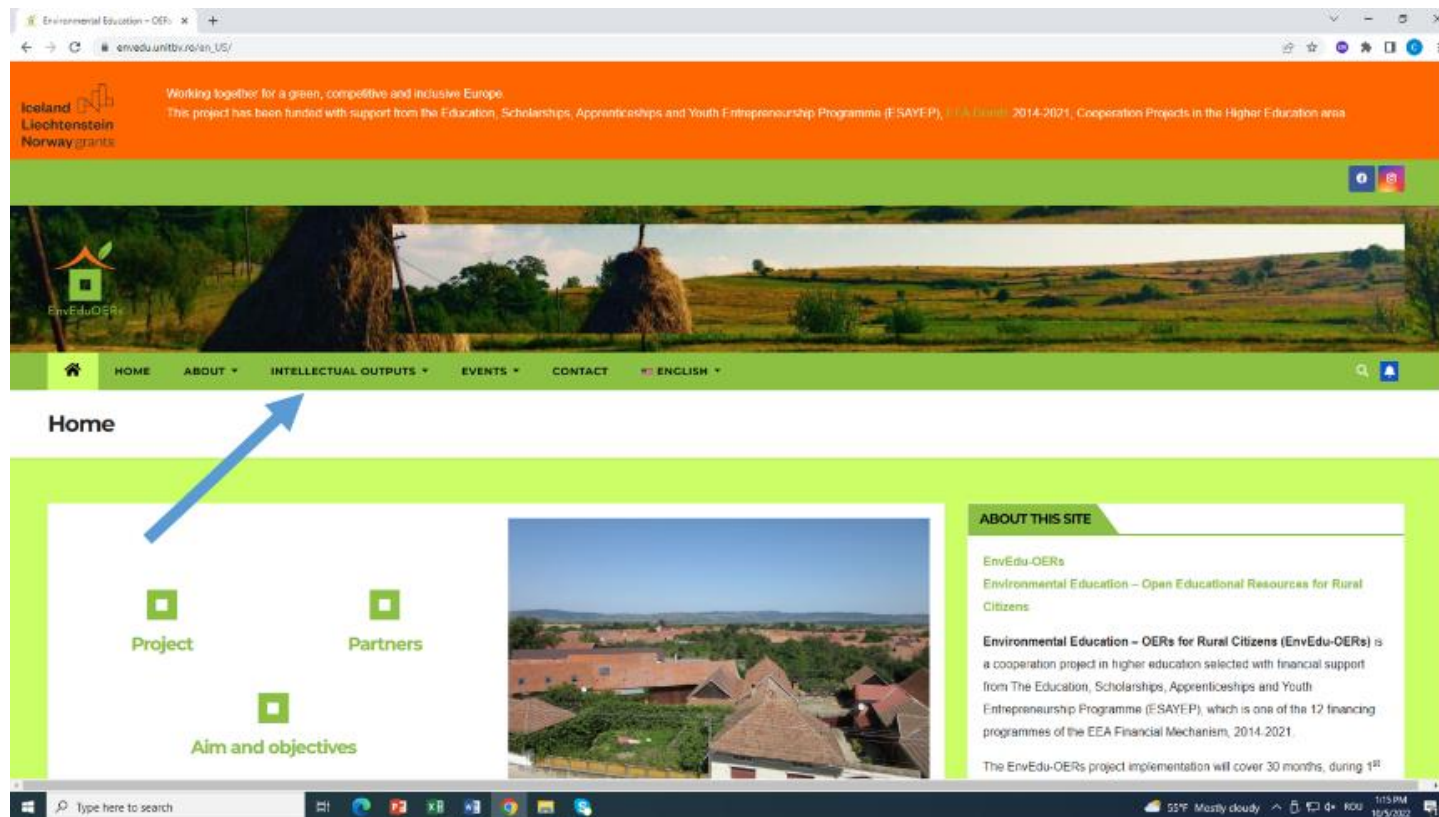 Environmental Education – OERs
envedu.unitbv.ro/en_US/
Iceland
Liechtenstein
Norway grants
Working together for a green, competitive and inclusive Europe.
This project has been funded with support from the Education, Scholarships, Apprenticeships and Youth Entrepreneurship Programme (ESAYEP), EEA Grants 2014-2021, Cooperation Projects in the Higher Education area.
EnvEduOERs
HOME ABOUT INTELLECTUAL OUTPUTS EVENTS CONTACT ENGLISH
Home
Project
Partners
Aim and objectives
ABOUT THIS SITE
EnvEdu-OERs
Environmental Education – Open Educational Resources for Rural
Citizens
Environmental Education – OERs for Rural Citizens (EnvEdu-OERs) is
a cooperation project in higher education selected with financial support
from The Education, Scholarships, Apprenticeships and Youth
Entrepreneurship Programme (ESAYEP), which is one of the 12 financing
programmes of the EEA Financial Mechanism, 2014-2021.
The EnvEdu-OERs project implementation will cover 30 months, during 1st
Type here to search
55°F Mostly cloudy
ROU
1:15 PM
10/5/2022